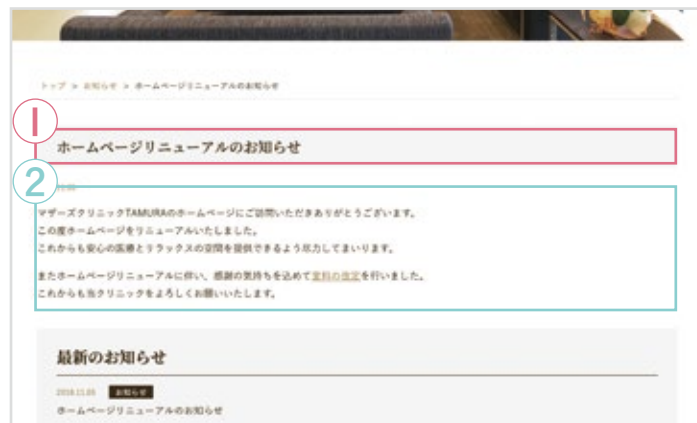 トップ > お知らせ > ホームページリニューアルのお知らせ
1
ホームページリニューアルのお知らせ
2
マザーズクリニックTAMURAのホームページにご訪問いただきありがとうございます。
この度ホームページをリニューアルいたしました。
これからも安心の医療とリラックスの空間を提供できるよう尽力してまいります。
またホームページリニューアルに伴い、感謝の気持ちを込めて室料の改定を行いました。
これからも当クリニックをよろしくお願いいたします。
最新のお知らせ
お知らせ
ホームページリニューアルのお知らせ